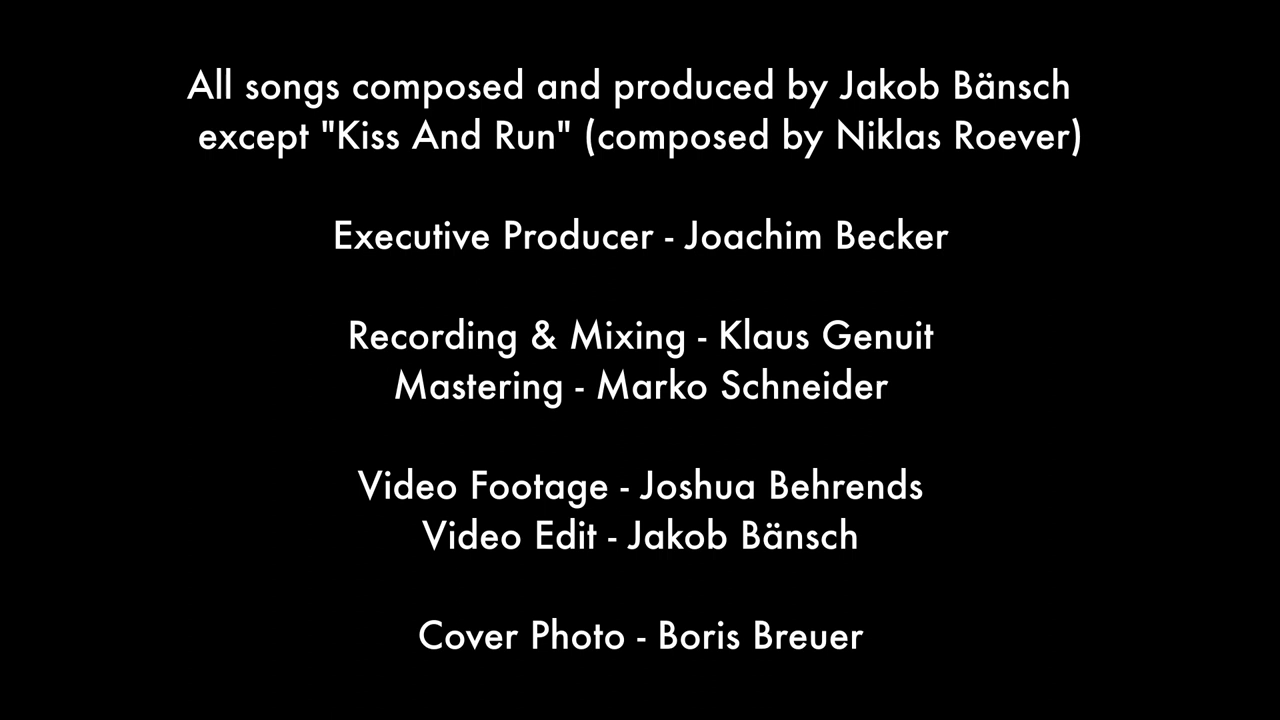 All songs composed and produced by Jakob Bänsch
except "Kiss And Run" (composed by Niklas Roever)
Executive Producer - Joachim Becker
Recording & Mixing - Klaus Genuit
Mastering - Marko Schneider
Video Footage - Joshua Behrends
Video Edit - Jakob Bänsch
Cover Photo - Boris Breuer